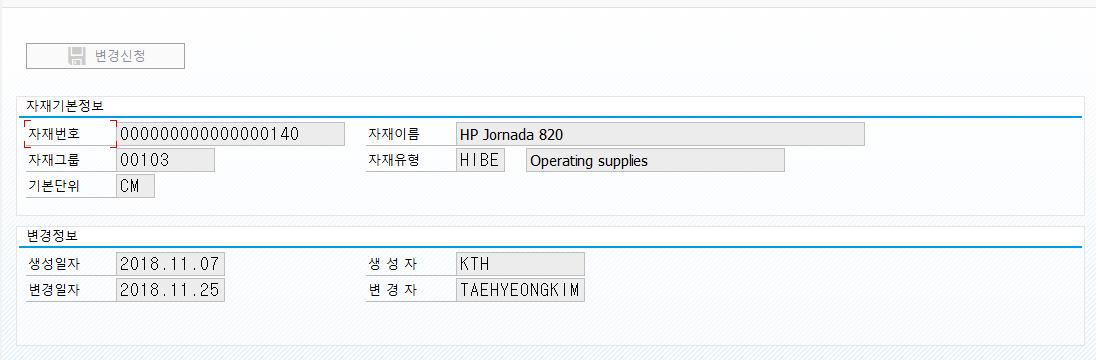 변경신청
자재기본정보
자재번호 000000000000000140 자재이름 HP Jornada 820
자재그룹 00103 자재유형 HIBE Operating supplies
기본단위 CM
변경정보
생성일자 2018.11.07 생 성 자 KTH
변경일자 2018.11.25 변 경 자 TAEHYEONGKIM